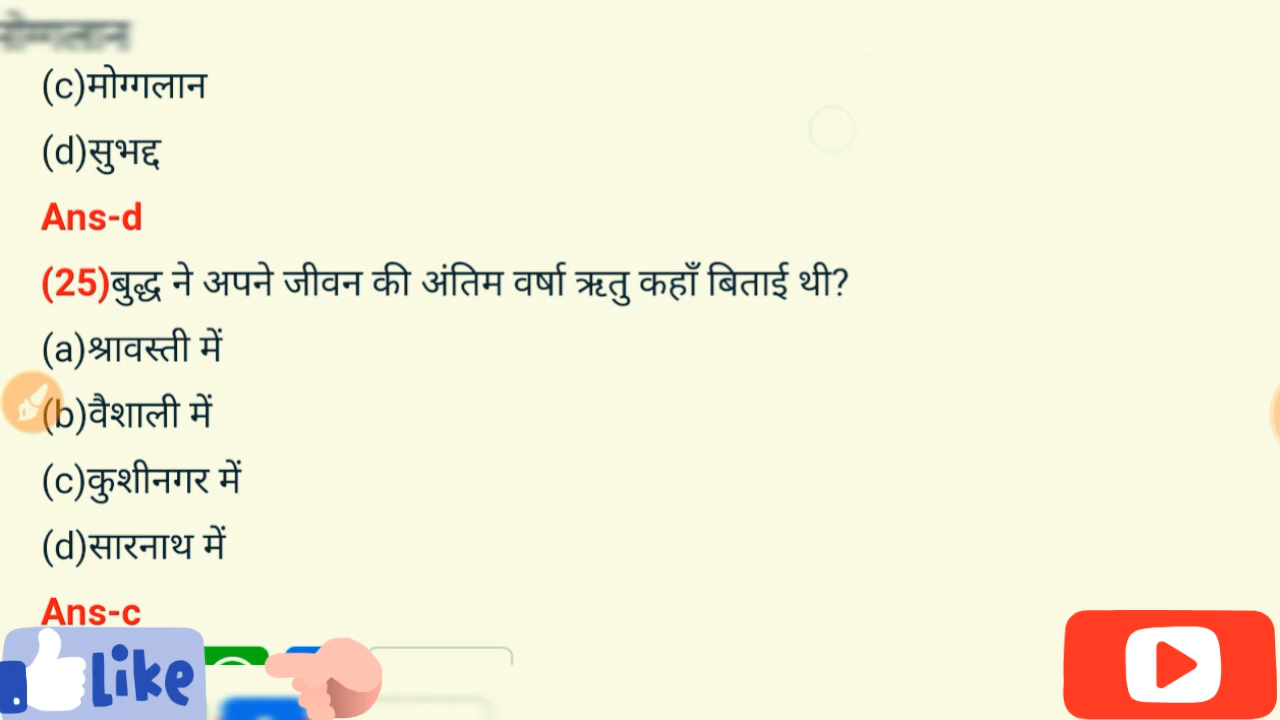 (c)मोग्गलान
(d)सुभद्द
Ans-d
(25)बुद्ध ने अपने जीवन की अंतिम वर्षा ऋतु कहाँ बिताई थी?
(a)श्रावस्ती में
(b)वैशाली में
(c)कुशीनगर में
(d)सारनाथ में
Ans-c
Like